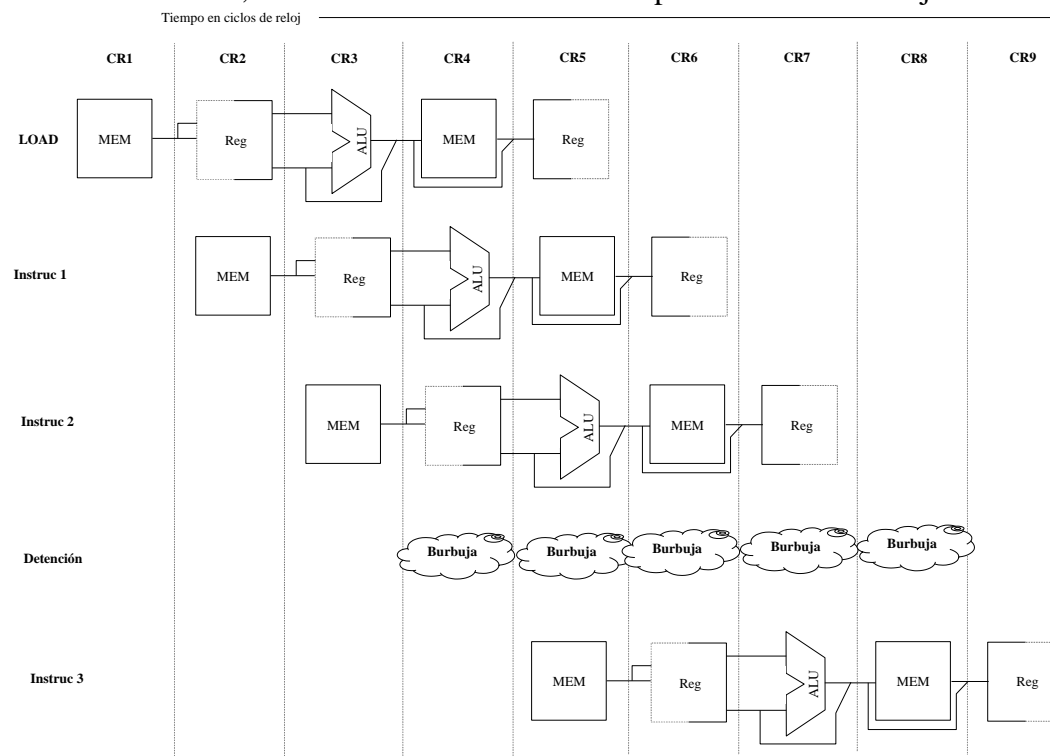 Tiempo en ciclos de reloj
CR1 CR2 CR3 CR4 CR5 CR6 CR7 CR8 CR9
LOAD MEM Reg ALU MEM Reg
Instruc 1 MEM Reg ALU MEM Reg
Instruc 2 MEM Reg ALU MEM Reg
Detención Burbuja Burbuja Burbuja Burbuja Burbuja
Instruc 3 MEM Reg ALU MEM Reg